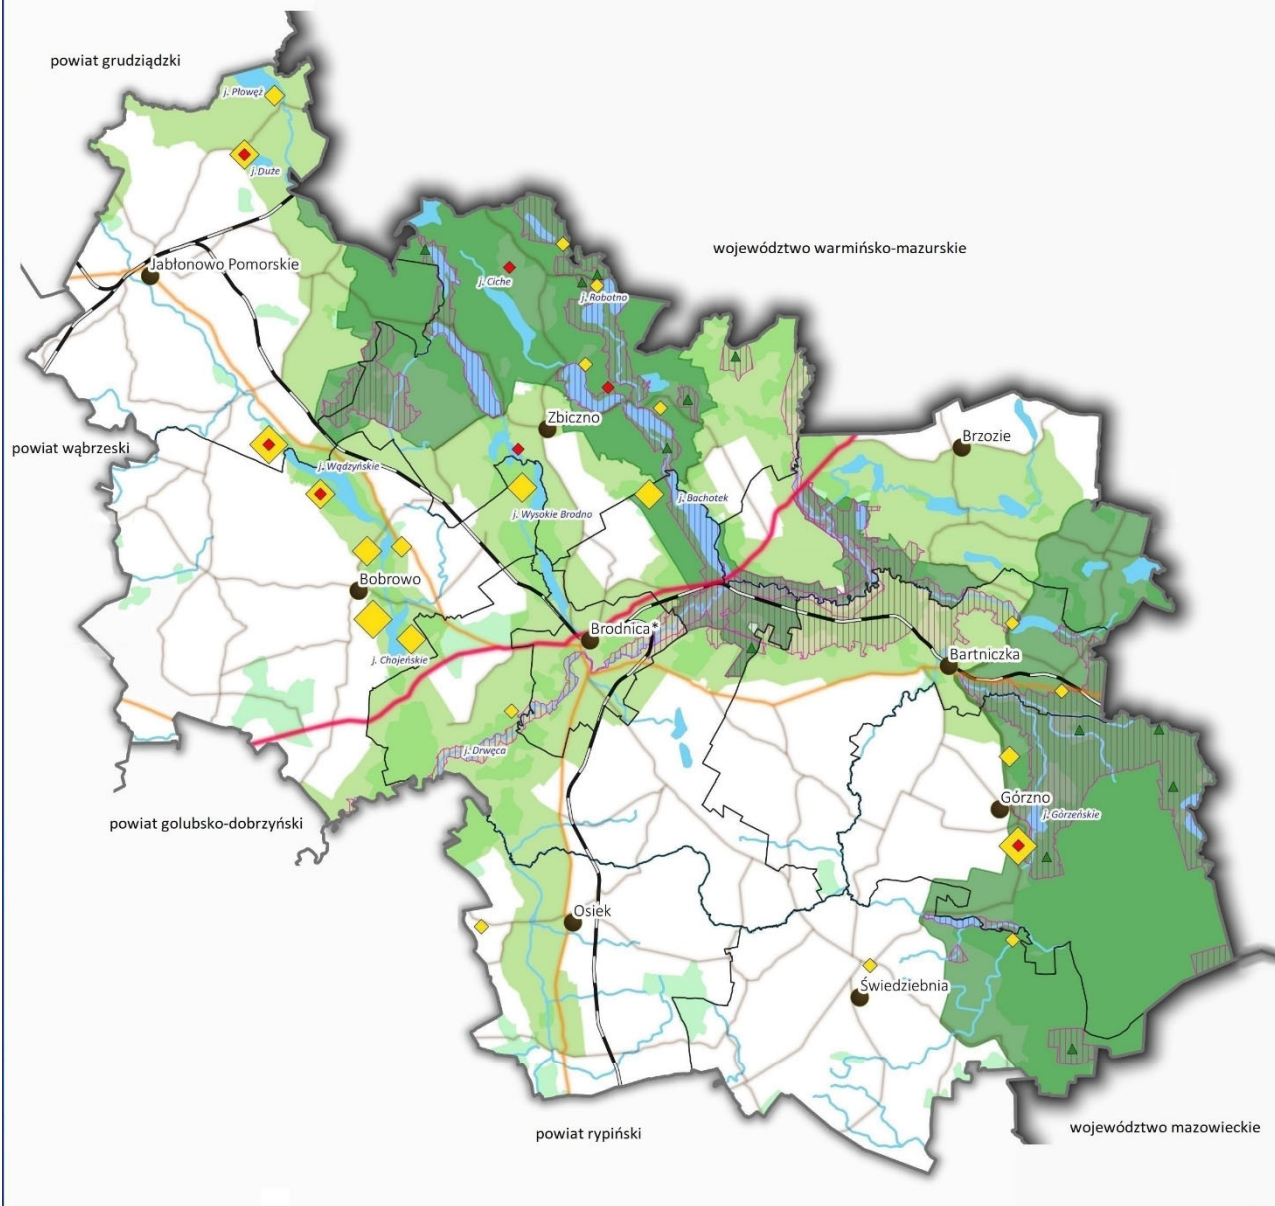 powiat grudziądzki
j. Płowęż
j. Duże
województwo warmińsko-mazurskie
Jabłonowo Pomorskie
j. Ciche
j. Robotno
Zbiczno
Brzozie
powiat wąbrzeski
j. Wądzyńskie
j. Bachotek
j. Wysokie Brodno
Bobrowo
Brodnica*
Bartniczka
j. Chojeńskie
j. Drwęca
Górzno
j. Górzeńskie
powiat golubsko-dobrzyński
Osiek
Świedziebnia
powiat rypiński
województwo mazowieckie